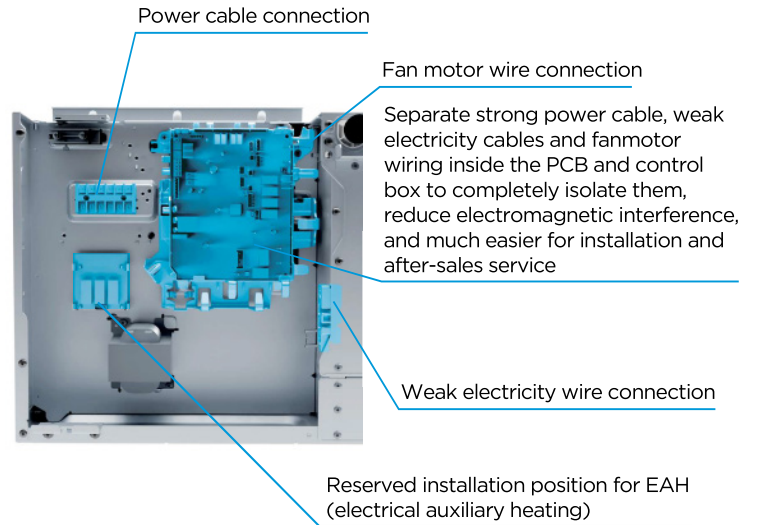 Power cable connection
Fan motor wire connection
Separate strong power cable, weak
electricity cables and fanmotor
wiring inside the PCB and control
box to completely isolate them,
reduce electromagnetic interference,
and much easier for installation and
after-sales service
Weak electricity wire connection
Reserved installation position for EAH
(electrical auxiliary heating)